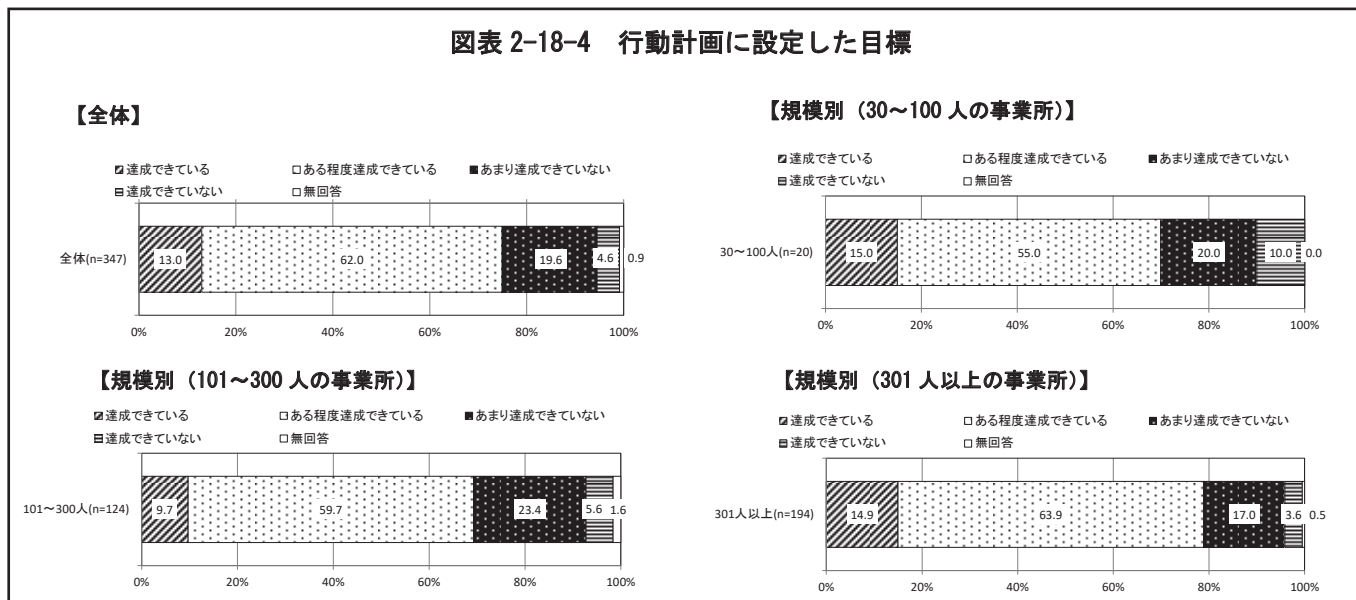 図表 2-18-4　行動計画に設定した目標
【全体】
達成できている　ある程度達成できている　あまり達成できていない
達成できていない　無回答
全体(n=347)　13.0　62.0　19.6　4.6　0.9
0%　20%　40%　60%　80%　100%
【規模別（30～100 人の事業所）】
達成できている　ある程度達成できている　あまり達成できていない
達成できていない　無回答
30～100人(n=20)　15.0　55.0　20.0　10.0　0.0
0%　20%　40%　60%　80%　100%
【規模別（101～300 人の事業所）】
達成できている　ある程度達成できている　あまり達成できていない
達成できていない　無回答
101～300人(n=124)　9.7　59.7　23.4　5.6　1.6
0%　20%　40%　60%　80%　100%
【規模別（301 人以上の事業所）】
達成できている　ある程度達成できている　あまり達成できていない
達成できていない　無回答
301人以上(n=194)　14.9　63.9　17.0　3.6　0.5
0%　20%　40%　60%　80%　100%